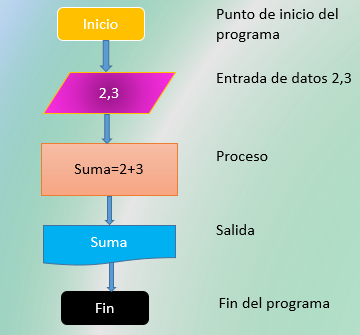 Inicio
Punto de inicio del
programa
2,3
Entrada de datos 2,3
Suma=2+3
Proceso
Suma
Salida
Fin
Fin del programa